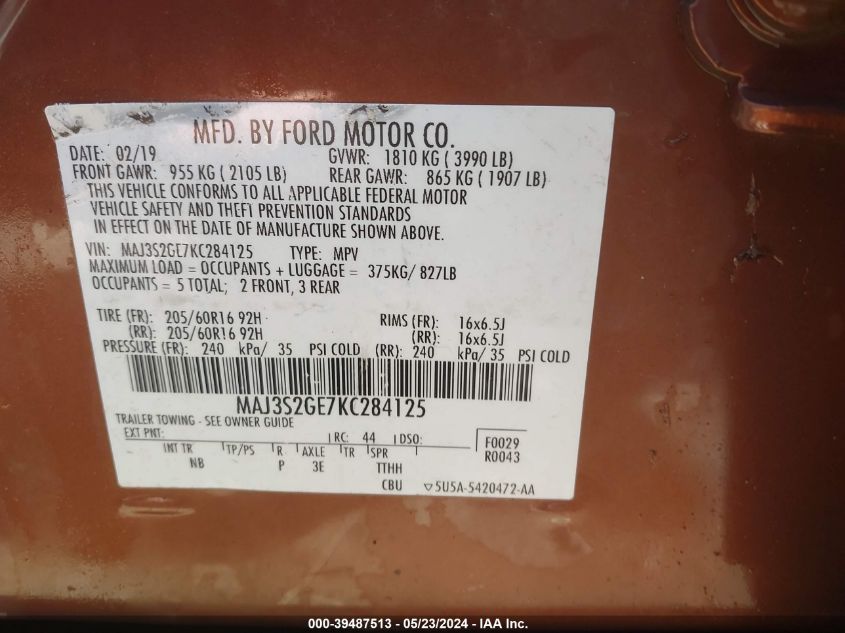 MFD. BY FORD MOTOR CO.
DATE: 02/19 GVWR: 1810 KG ( 3990 LB)
FRONT GAWR: 955 KG ( 2105 LB) REAR GAWR: 865 KG ( 1907 LB)
THIS VEHICLE CONFORMS TO ALL APPLICABLE FEDERAL MOTOR
VEHICLE SAFETY AND THEFT PREVENTION STANDARDS
IN EFFECT ON THE DATE OF MANUFACTURE SHOWN ABOVE.
VIN: MAJ3S2GE7KC284125 TYPE: MPV
MAXIMUM LOAD = OCCUPANTS + LUGGAGE = 375KG/ 827LB
OCCUPANTS = 5 TOTAL; 2 FRONT, 3 REAR
TIRE (FR): 205/60R16 92H RIMS (FR): 16x6.5J
(RR): 205/60R16 92H (RR): 16x6.5J
PRESSURE (FR): 240 kPa/ 35 PSI COLD (RR): 240 kPa/ 35 PSI COLD
MAJ3S2GE7KC284125
TRAILER TOWING - SEE OWNER GUIDE
EXT PNT: RC: 44 DSO: F0029
INT TR TP/PS R AXLE TR SPR R0043
NB P 3E TTHH
CBU ▽5U5A-5420472-AA
000-39487513 - 05/23/2024 - IAA Inc.